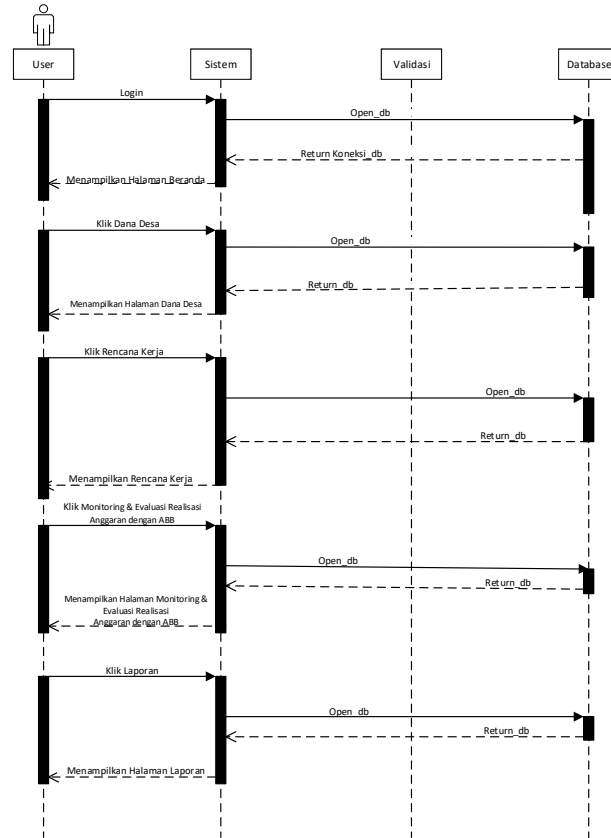 User
Sistem
Validasi
Database
Login
Open_db
Return Koneksi_db
Menampilkan Halaman Beranda
Klik Dana Desa
Open_db
Return_db
Menampilkan Halaman Dana Desa
Klik Rencana Kerja
Open_db
Return_db
Menampilkan Rencana Kerja
Klik Monitoring & Evaluasi Realisasi
Anggaran dengan ABB
Open_db
Return_db
Menampilkan Halaman Monitoring &
Evaluasi Realisasi
Anggaran dengan ABB
Klik Laporan
Open_db
Return_db
Menampilkan Halaman Laporan